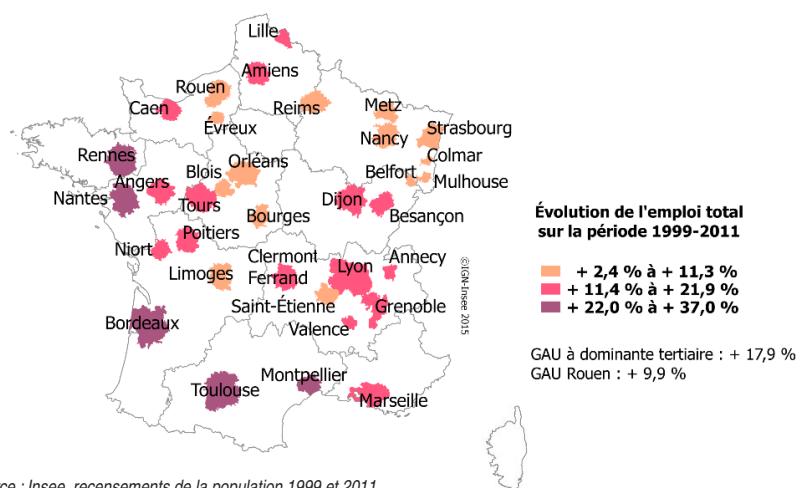 Lille
Amiens
Rouen
Caen
Reims
Metz
Évreux
Nancy
Strasbourg
Colmar
Rennes
Orléans
Blois
Belfort
Mulhouse
Angers
Nantes
Tours
Dijon
Besançon
Bourges
Poitiers
Niort
Clermont
Ferrand
Lyon
Annecy
Limoges
Saint-Étienne
Grenoble
Valence
Bordeaux
Montpellier
Toulouse
Marseille
©IGN-Insee 2015
Évolution de l'emploi total
sur la période 1999-2011
+ 2,4 % à + 11,3 %
+ 11,4 % à + 21,9 %
+ 22,0 % à + 37,0 %
GAU à dominante tertiaire : + 17,9 %
GAU Rouen : + 9,9 %
rce : Insee, recensements de la population 1999 et 2011